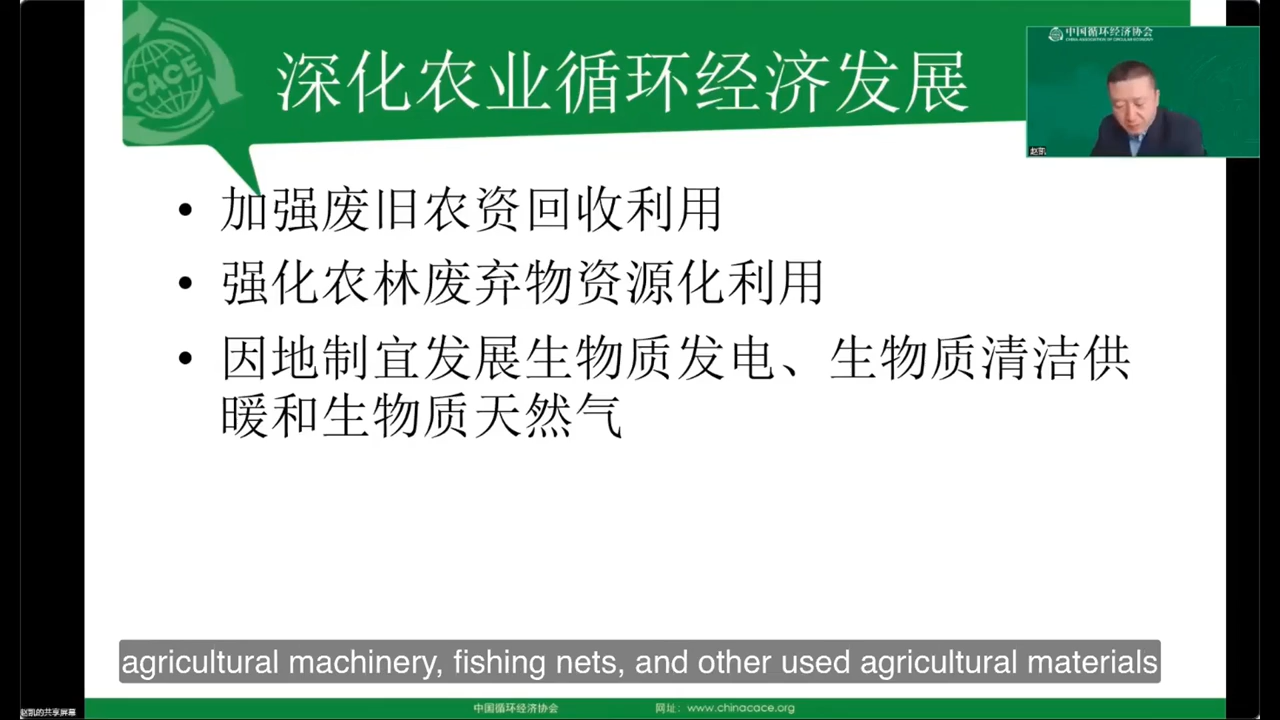 CACE
深化农业循环经济发展
中国循环经济协会
CHINA ASSOCIATION OF CIRCULAR ECONOMY
赵凯
• 加强废旧农资回收利用
• 强化农林废弃物资源化利用
• 因地制宜发展生物质发电、生物质清洁供
暖和生物质天然气
agricultural machinery, fishing nets, and other used agricultural materials
赵凯的共享屏幕
中国循环经济协会 网址：www.chinacace.org